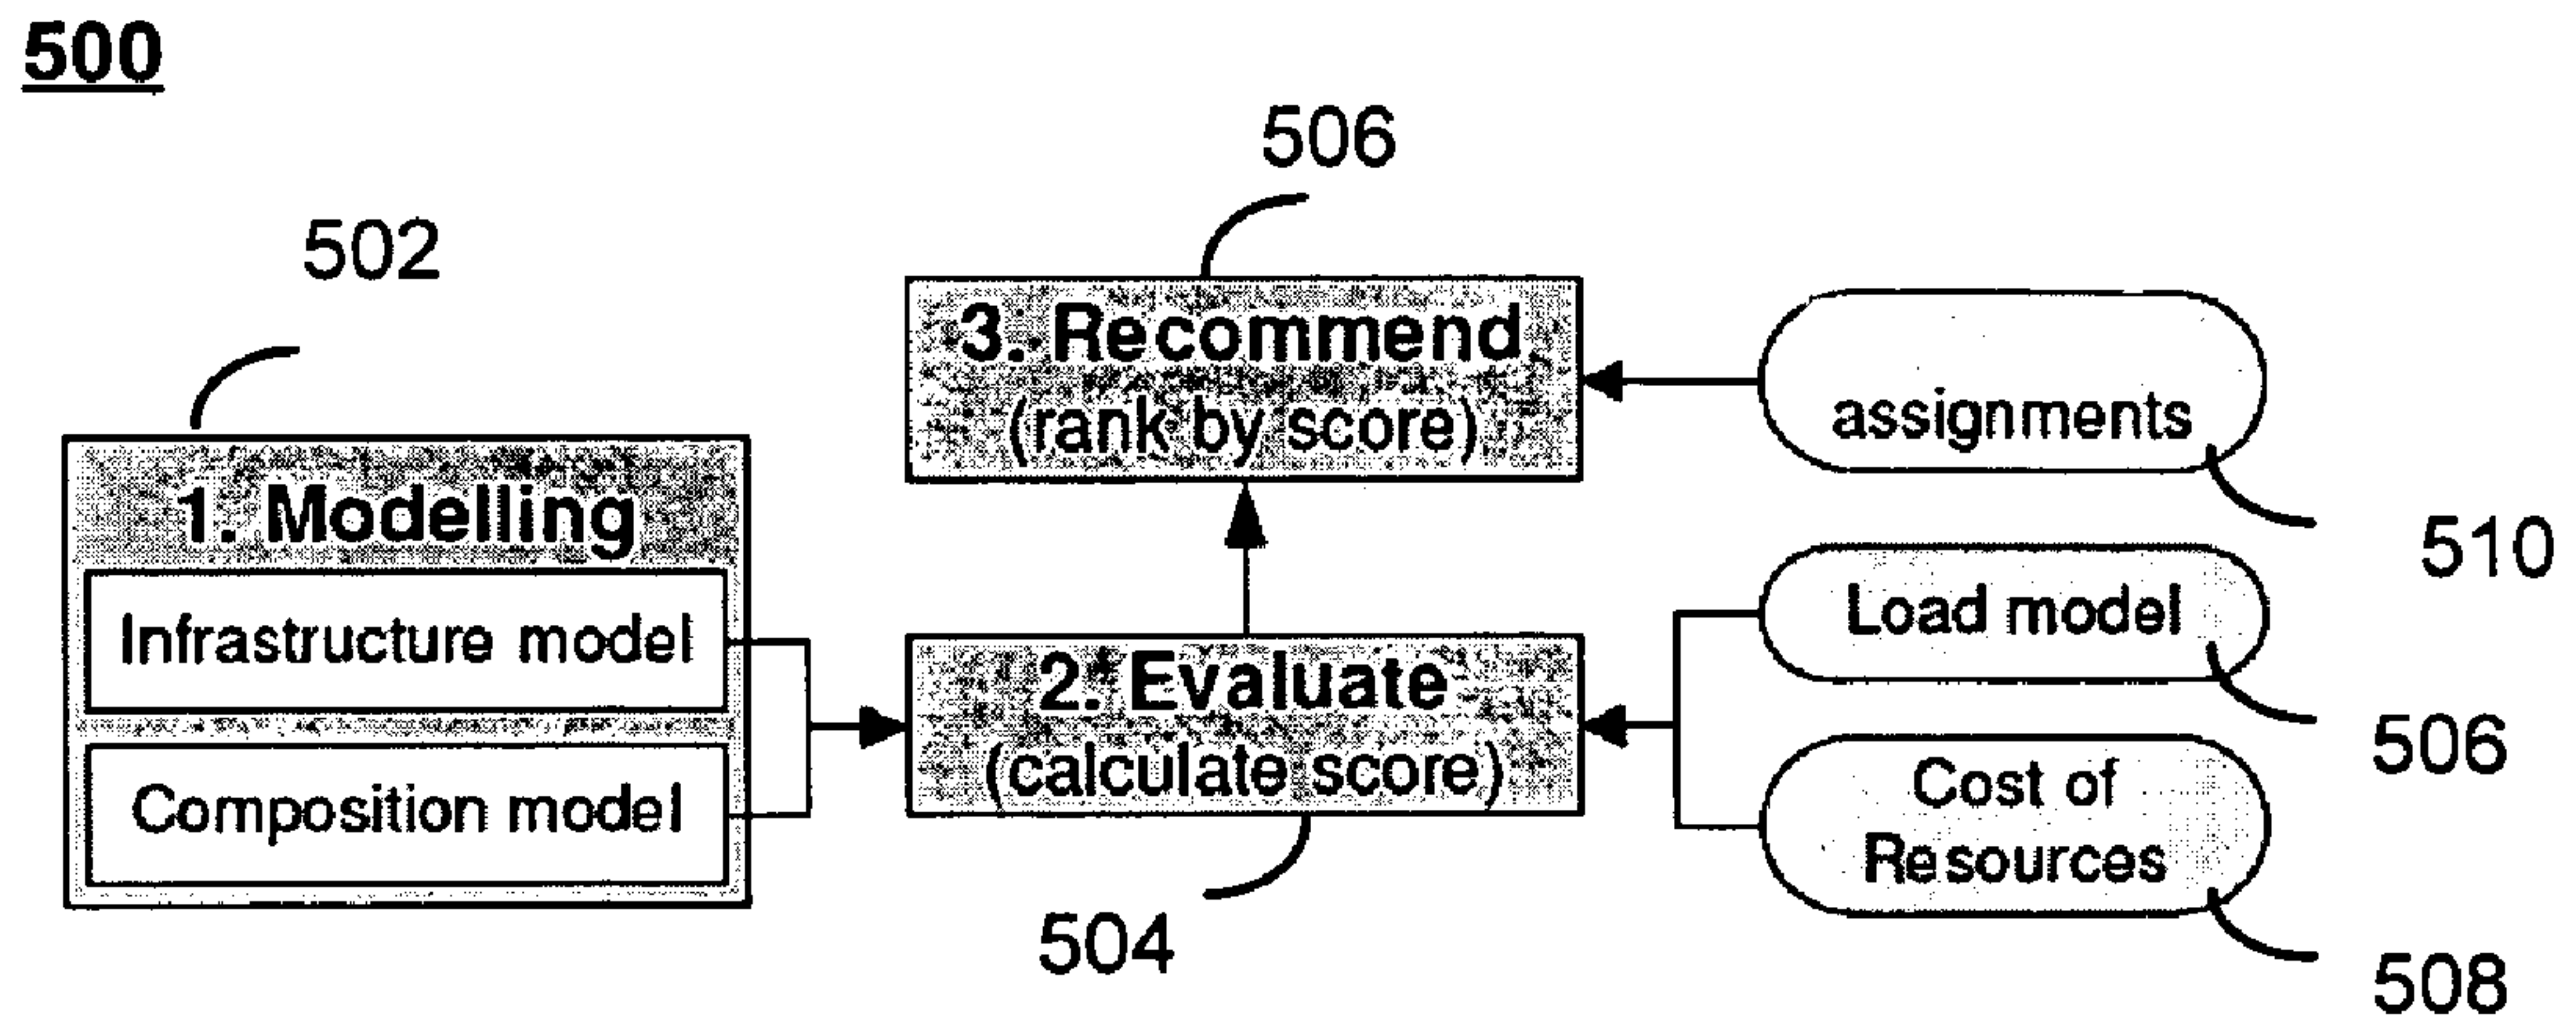 500
506
502
3. Recommend
(rank by score)
assignments
510
1. Modelling
Infrastructure model
Composition model
2. Evaluate
(calculate score)
504
Load model
506
Cost of
Resources
508